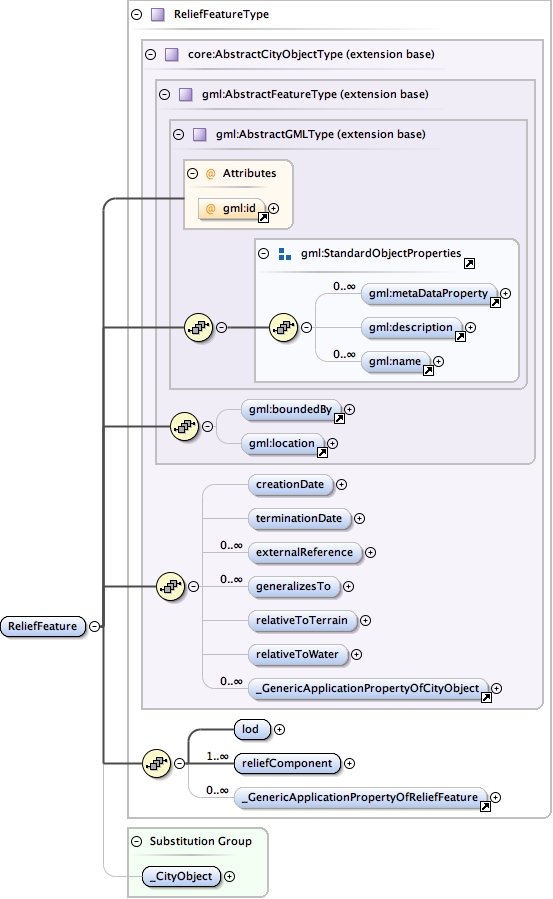 ReliefFeatureType
core:AbstractCityObjectType (extension base)
gml:AbstractFeatureType (extension base)
gml:AbstractGMLType (extension base)
@ Attributes
@ gml:id
gml:StandardObjectProperties
0..∞
gml:metaDataProperty
gml:description
0..∞
gml:name
gml:boundedBy
gml:location
creationDate
terminationDate
0..∞
externalReference
0..∞
generalizesTo
relativeToTerrain
relativeToWater
0..∞
_GenericApplicationPropertyOfCityObject
ReliefFeature
lod
1..∞
reliefComponent
0..∞
_GenericApplicationPropertyOfReliefFeature
Substitution Group
_CityObject